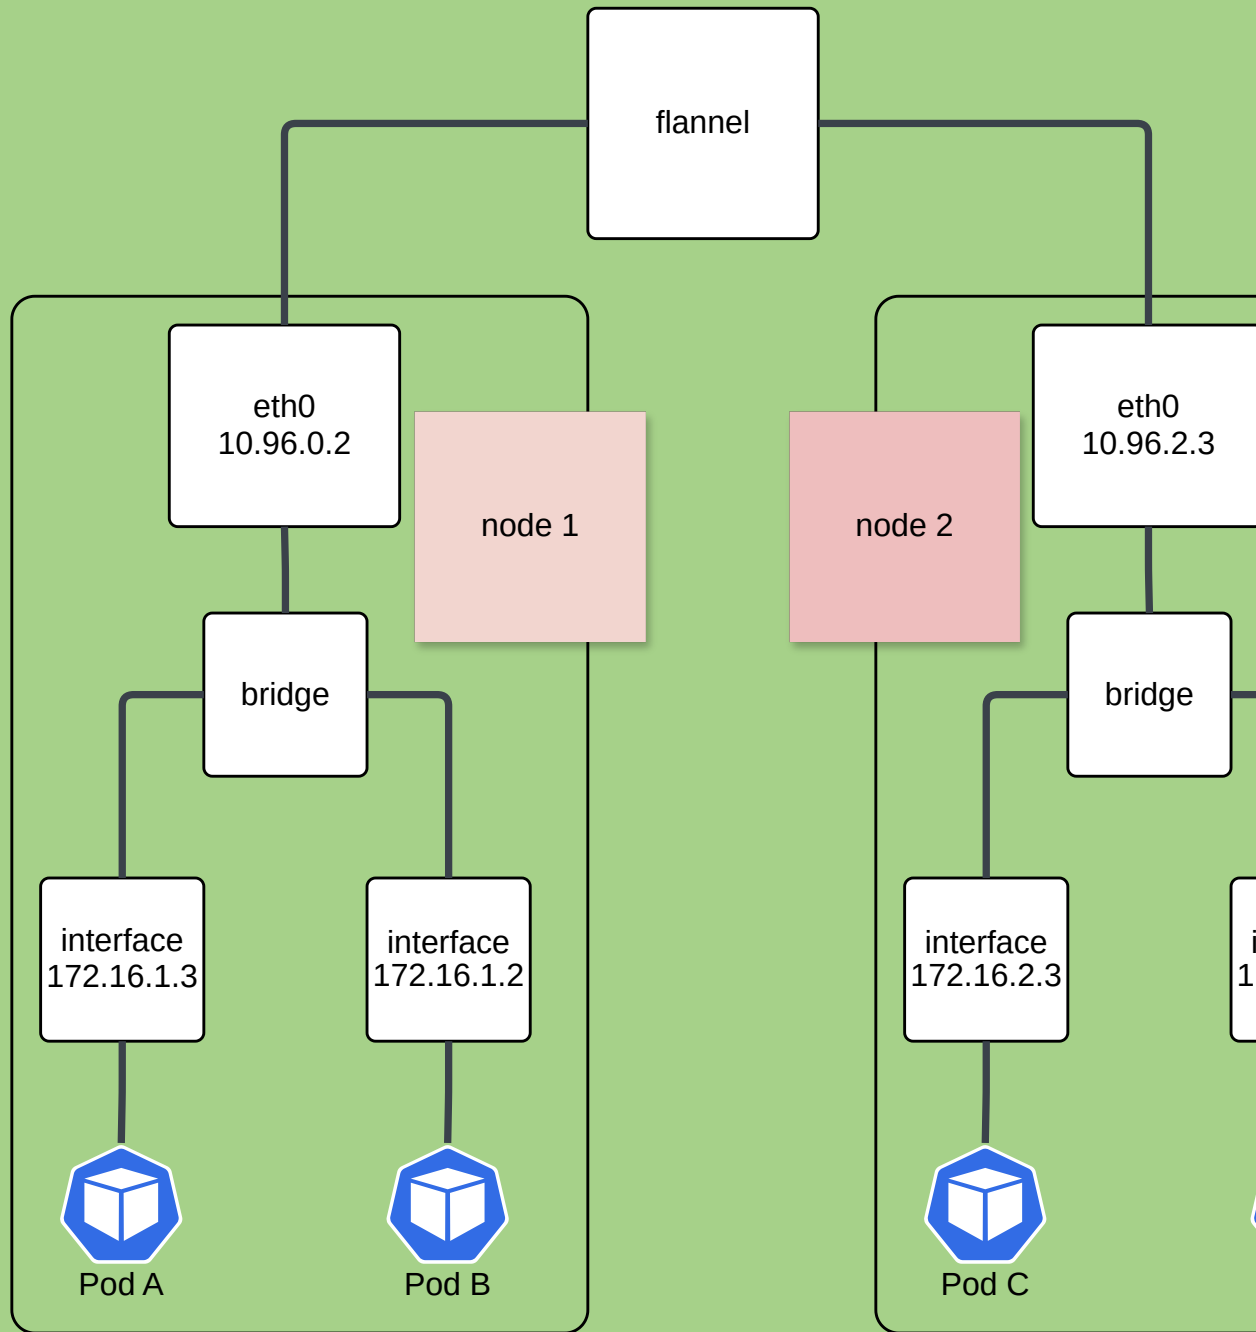 flannel
eth0
10.96.0.2
eth0
10.96.2.3
node 1
node 2
bridge
bridge
interface
172.16.1.3
interface
172.16.1.2
interface
172.16.2.3
Pod A
Pod B
Pod C